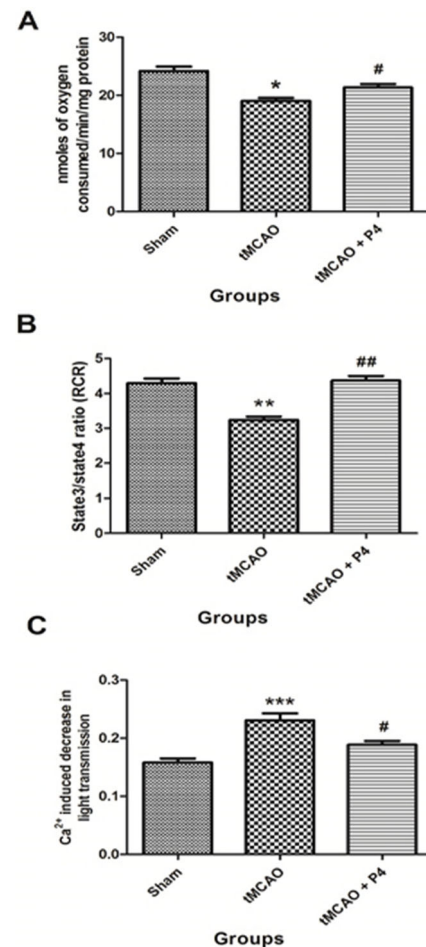 A
nmoles of oxygen
consumed/min/mg protein
30
20
10
0
*
#
Sham
tMCAO
tMCAO + P4
Groups
B
State3/state4 ratio (RCR)
5
4
3
2
1
0
**
##
Sham
tMCAO
tMCAO + P4
Groups
C
Ca²⁺ induced decrease in
light transmission
0.3
0.2
0.1
0.0
***
#
Sham
tMCAO
tMCAO + P4
Groups